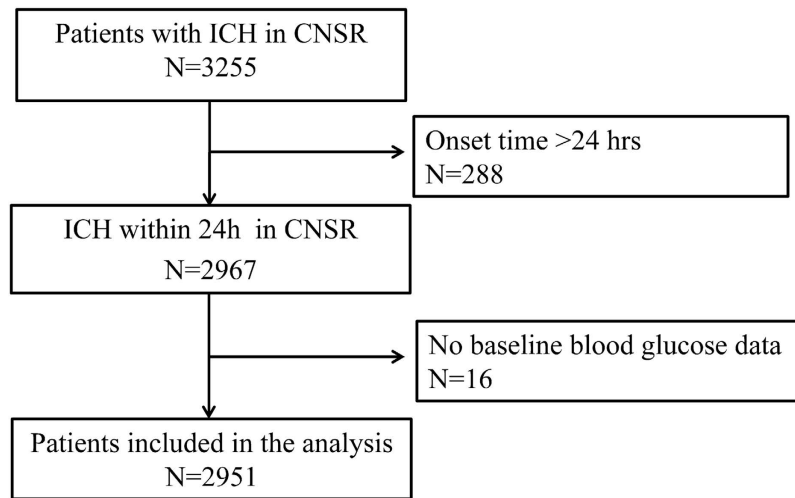 Patients with ICH in CNSR
N=3255
Onset time >24 hrs
N=288
ICH within 24h in CNSR
N=2967
No baseline blood glucose data
N=16
Patients included in the analysis
N=2951